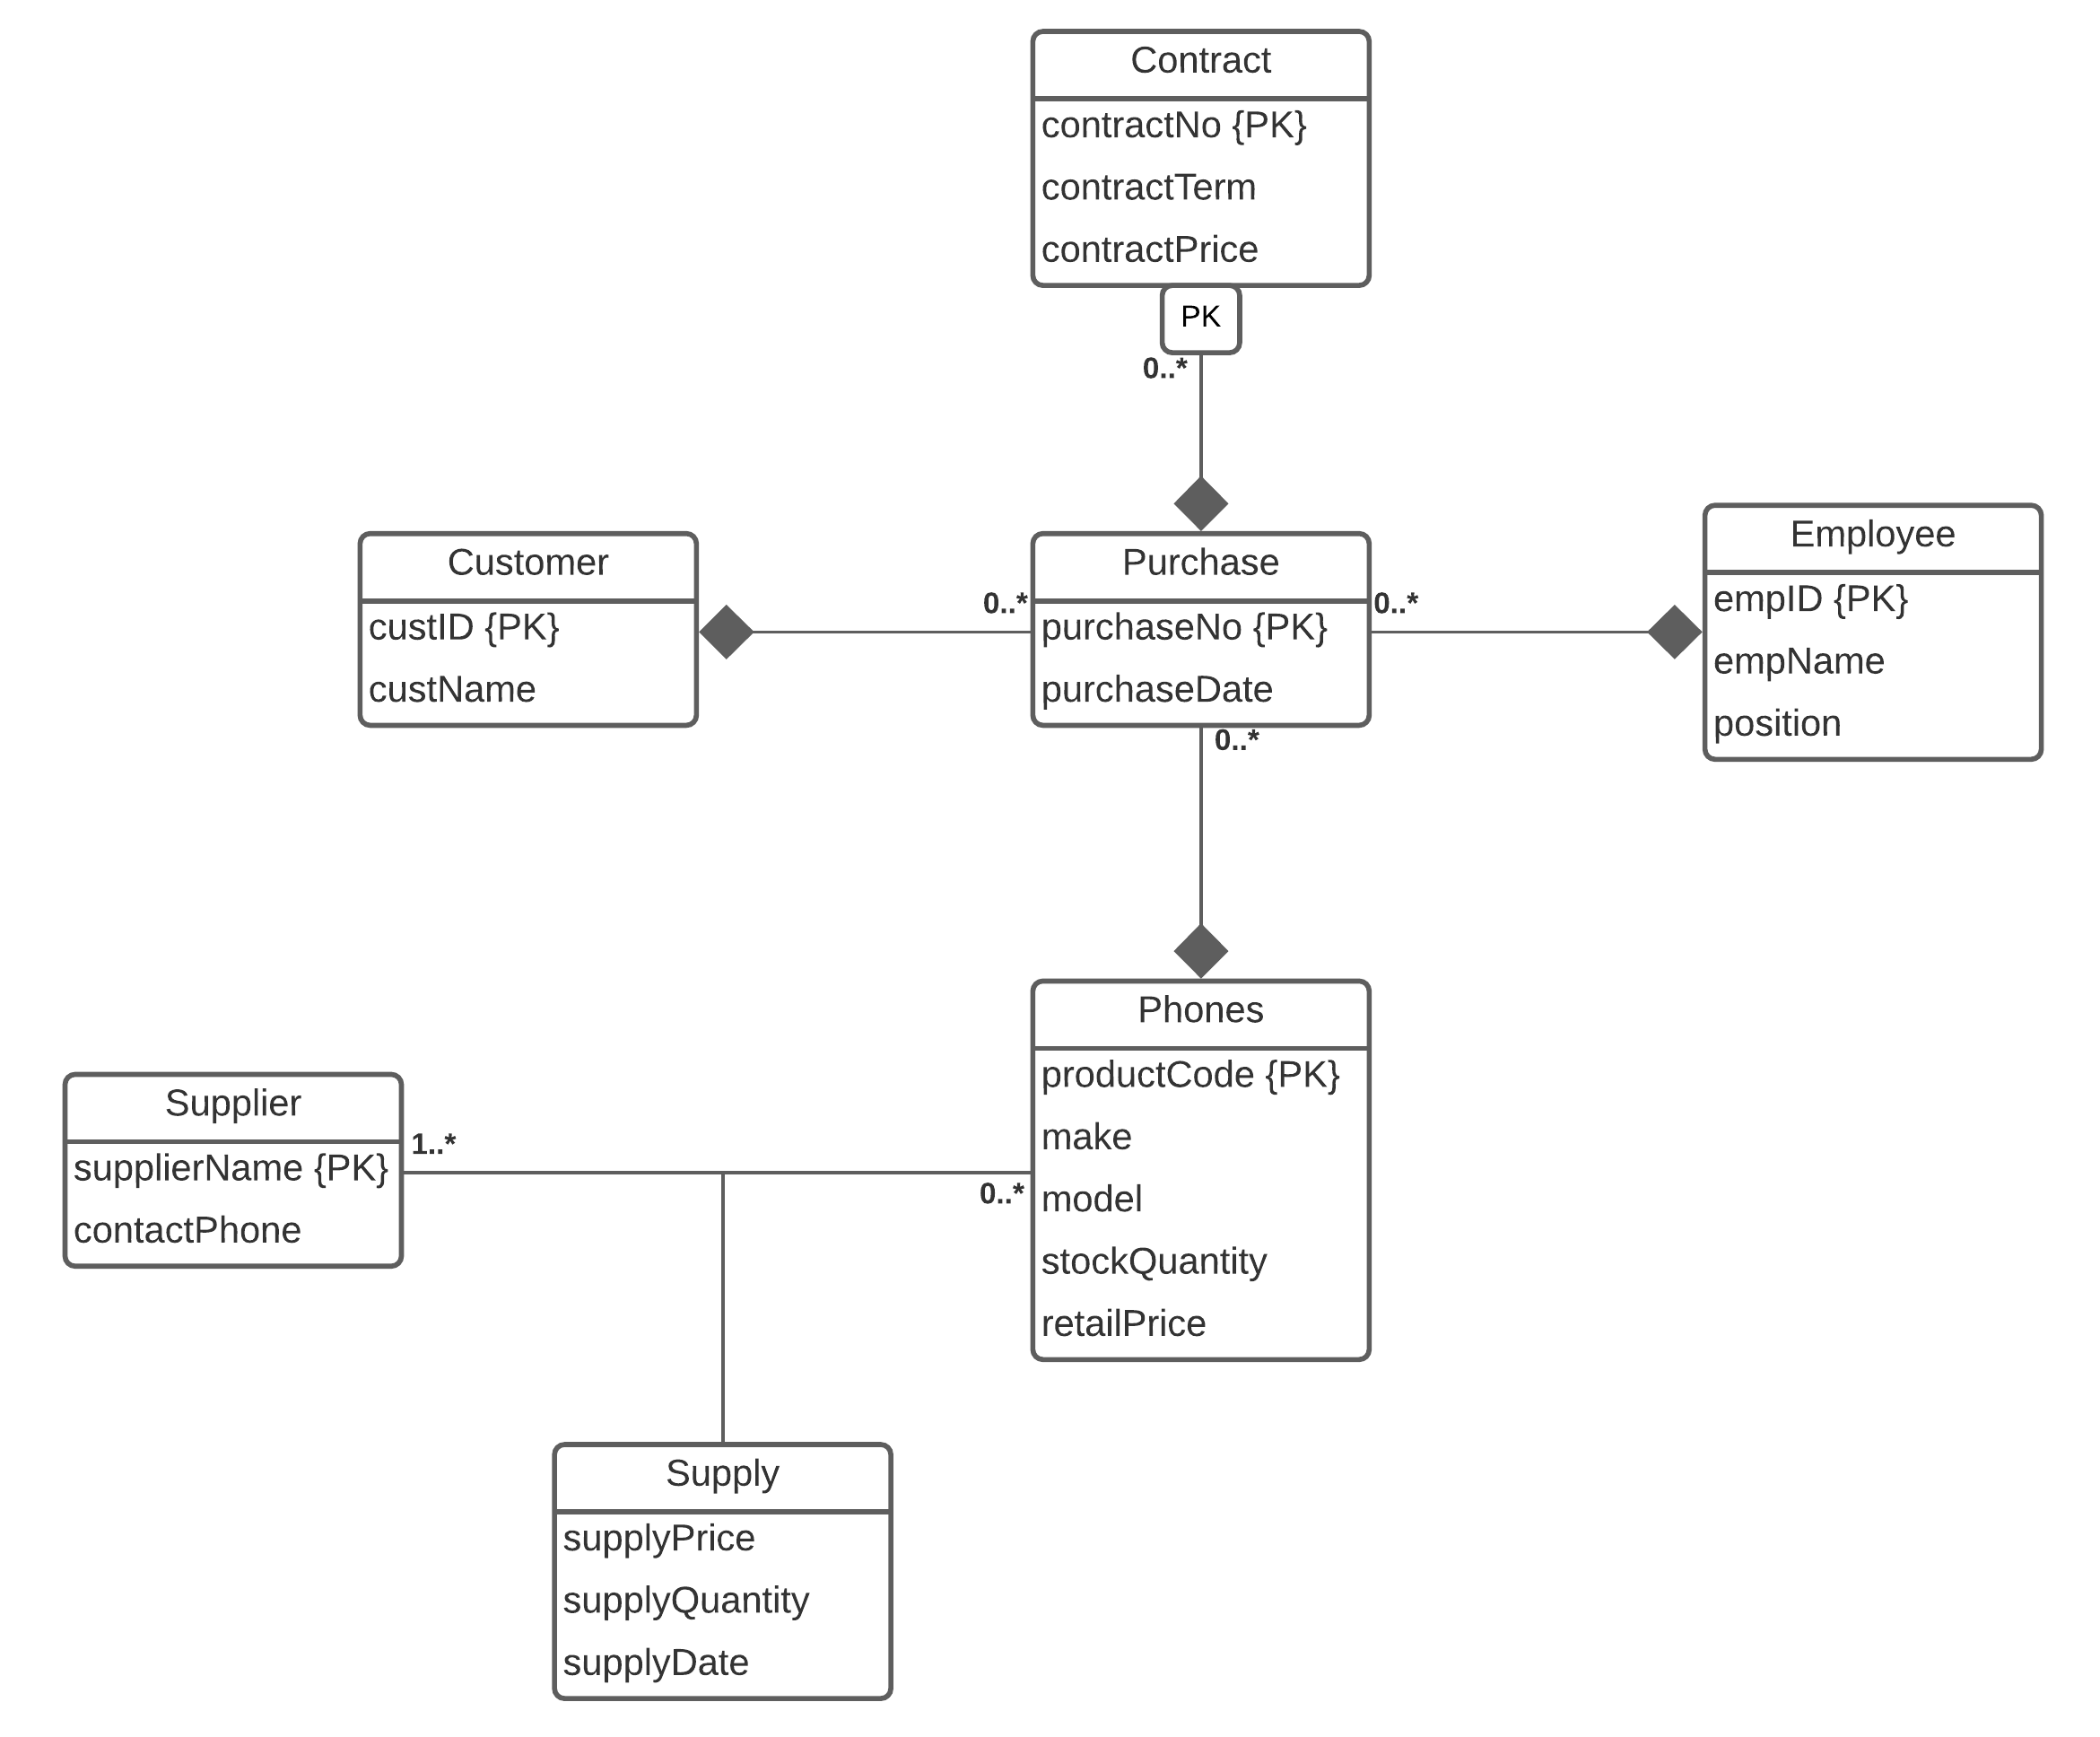 Contract
contractNo {PK}
contractTerm
contractPrice
PK
0..*
Customer
custID {PK}
custName
0..*
Purchase
purchaseNo {PK}
purchaseDate
0..*
0..*
Employee
empID {PK}
empName
position
Phones
productCode {PK}
make
model
stockQuantity
retailPrice
Supplier
supplierName {PK}
contactPhone
1..*
0..*
Supply
supplyPrice
supplyQuantity
supplyDate